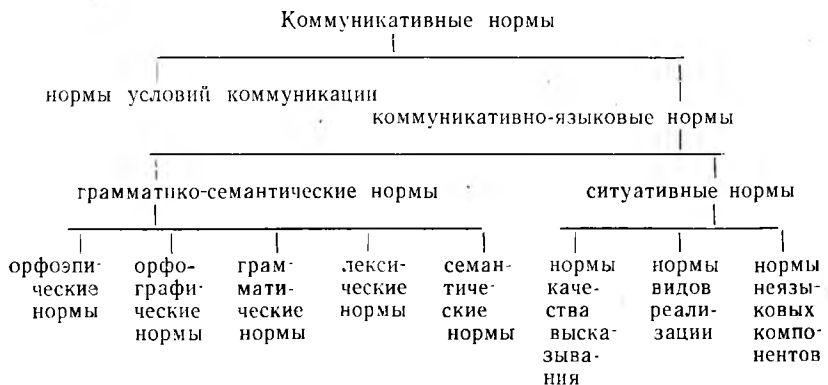 Коммуникативные нормы
нормы условий коммуникации
коммуникативно-языковые нормы
грамматико-семантические нормы
ситуативные нормы
орфоэпи-
ческие
нормы
орфо-
графи-
ческие
нормы
грам-
мати-
ческие
нормы
лекси-
ческие
нормы
семан-
тиче-
ские
нормы
нормы
каче-
ства
выска-
зыва-
ния
нормы
видов
реали-
зации
нормы
неязы-
ковых
компо-
нентов